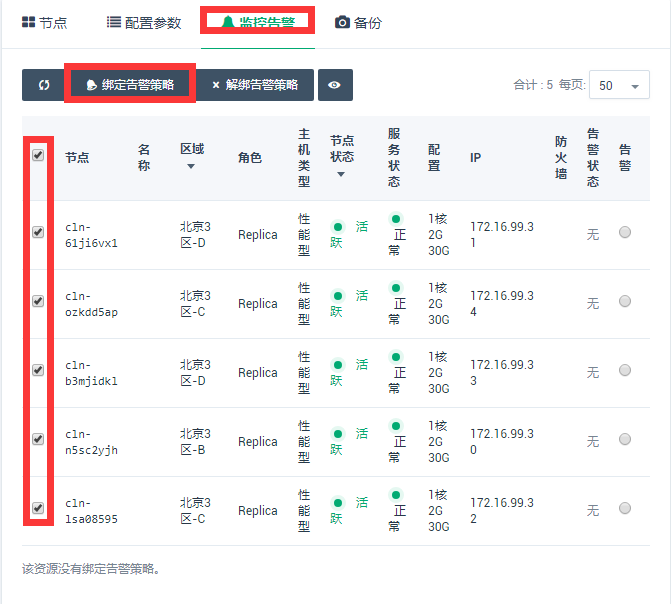 节点 配置参数 监控告警 备份
绑定告警策略 × 解绑告警策略 合计 : 5 每页: 50
节点 名称 区域 角色 主机类型 节点状态 服务状态 配置 IP 防火墙 告警状态 告警
cln-61ji6vx1 北京3区-D Replica 性能型 活跃 正常 1核2G30G 172.16.99.31 无
cln-ozkdd5ap 北京3区-C Replica 性能型 活跃 正常 1核2G30G 172.16.99.34 无
cln-b3mjidkl 北京3区-D Replica 性能型 活跃 正常 1核2G30G 172.16.99.33 无
cln-n5sc2yjh 北京3区-B Replica 性能型 活跃 正常 1核2G30G 172.16.99.30 无
cln-lsa08595 北京3区-C Replica 性能型 活跃 正常 1核2G30G 172.16.99.32 无
该资源没有绑定告警策略。